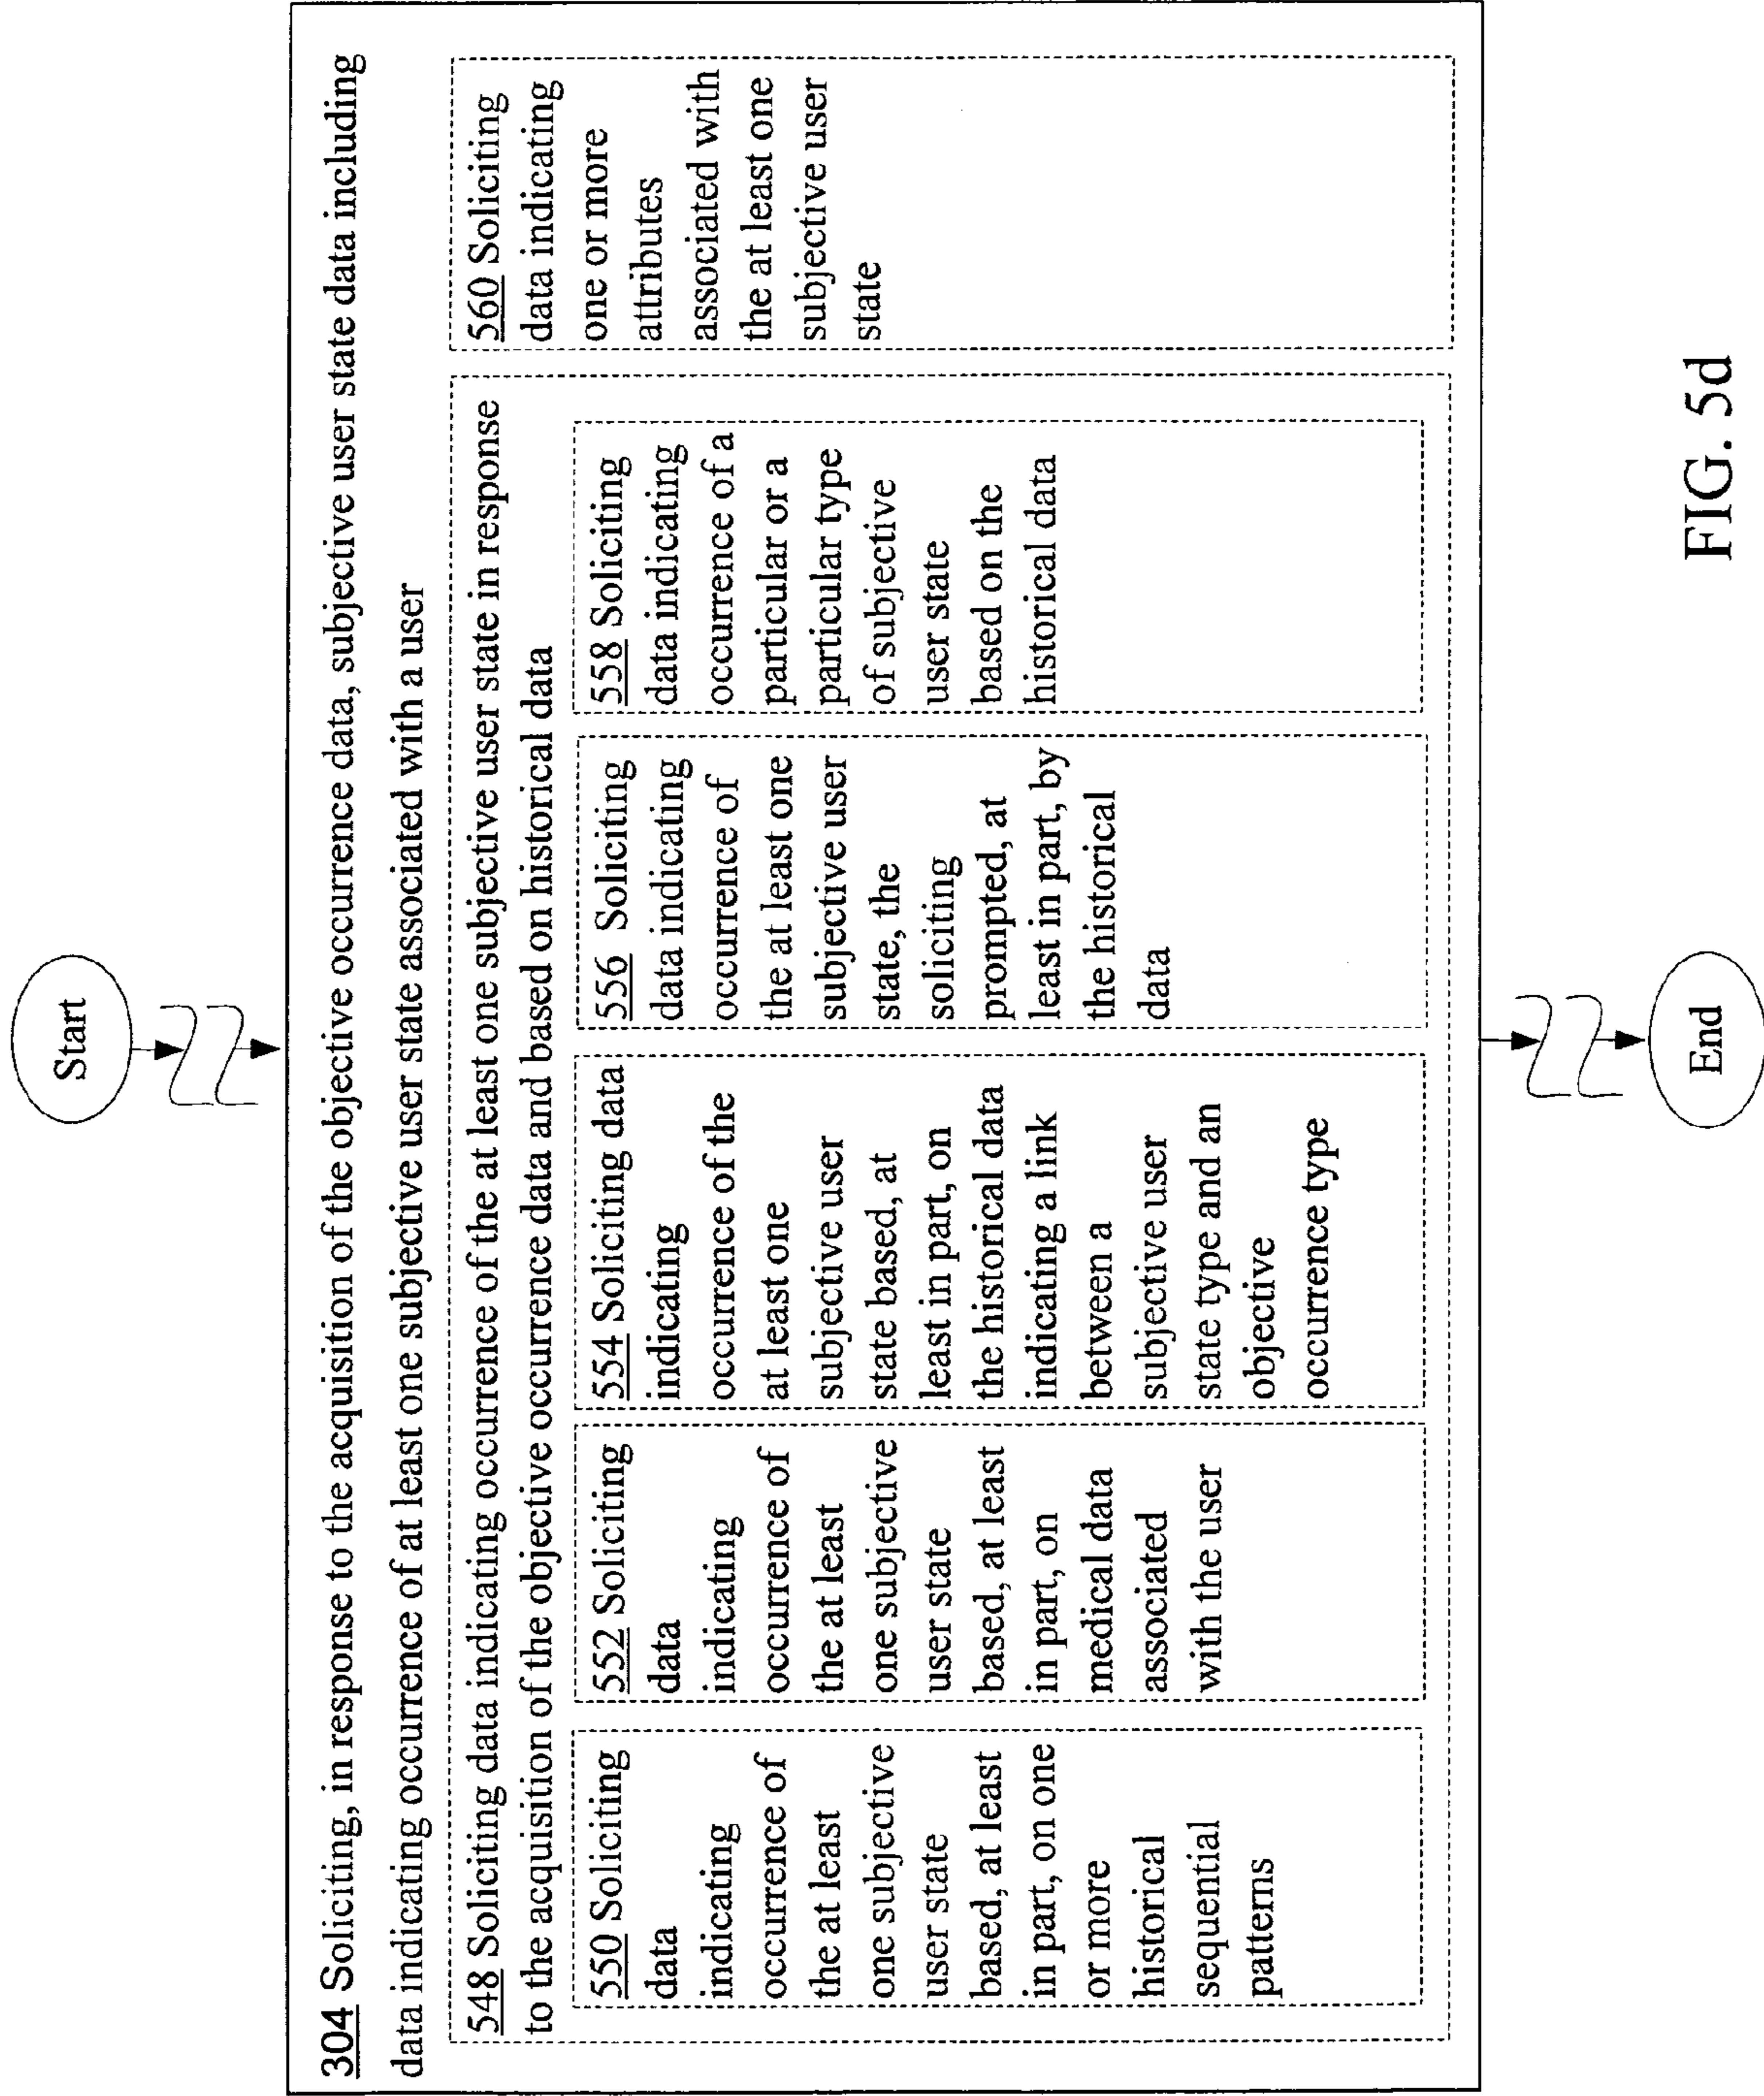 Start
304 Soliciting, in response to the acquisition of the objective occurrence data, subjective user state data including
data indicating occurrence of at least one subjective user state associated with a user
548 Soliciting data indicating occurrence of the at least one subjective user state in response
to the acquisition of the objective occurrence data and based on historical data
550 Soliciting
data
indicating
occurrence of
the at least
one subjective
user state
based, at least
in part, on one
or more
historical
sequential
patterns
552 Soliciting
data
indicating
occurrence of
the at least
one subjective
user state
based, at least
in part, on
medical data
associated
with the user
554 Soliciting data
indicating
occurrence of the
at least one
subjective user
state based, at
least in part, on
the historical data
indicating a link
between a
subjective user
state type and an
objective
occurrence type
556 Soliciting
data indicating
occurrence of
the at least one
subjective user
state, the
soliciting
prompted, at
least in part, by
the historical
data
558 Soliciting
data indicating
occurrence of a
particular or a
particular type
of subjective
user state
based on the
historical data
560 Soliciting
data indicating
one or more
attributes
associated with
the at least one
subjective user
state
End
FIG. 5d